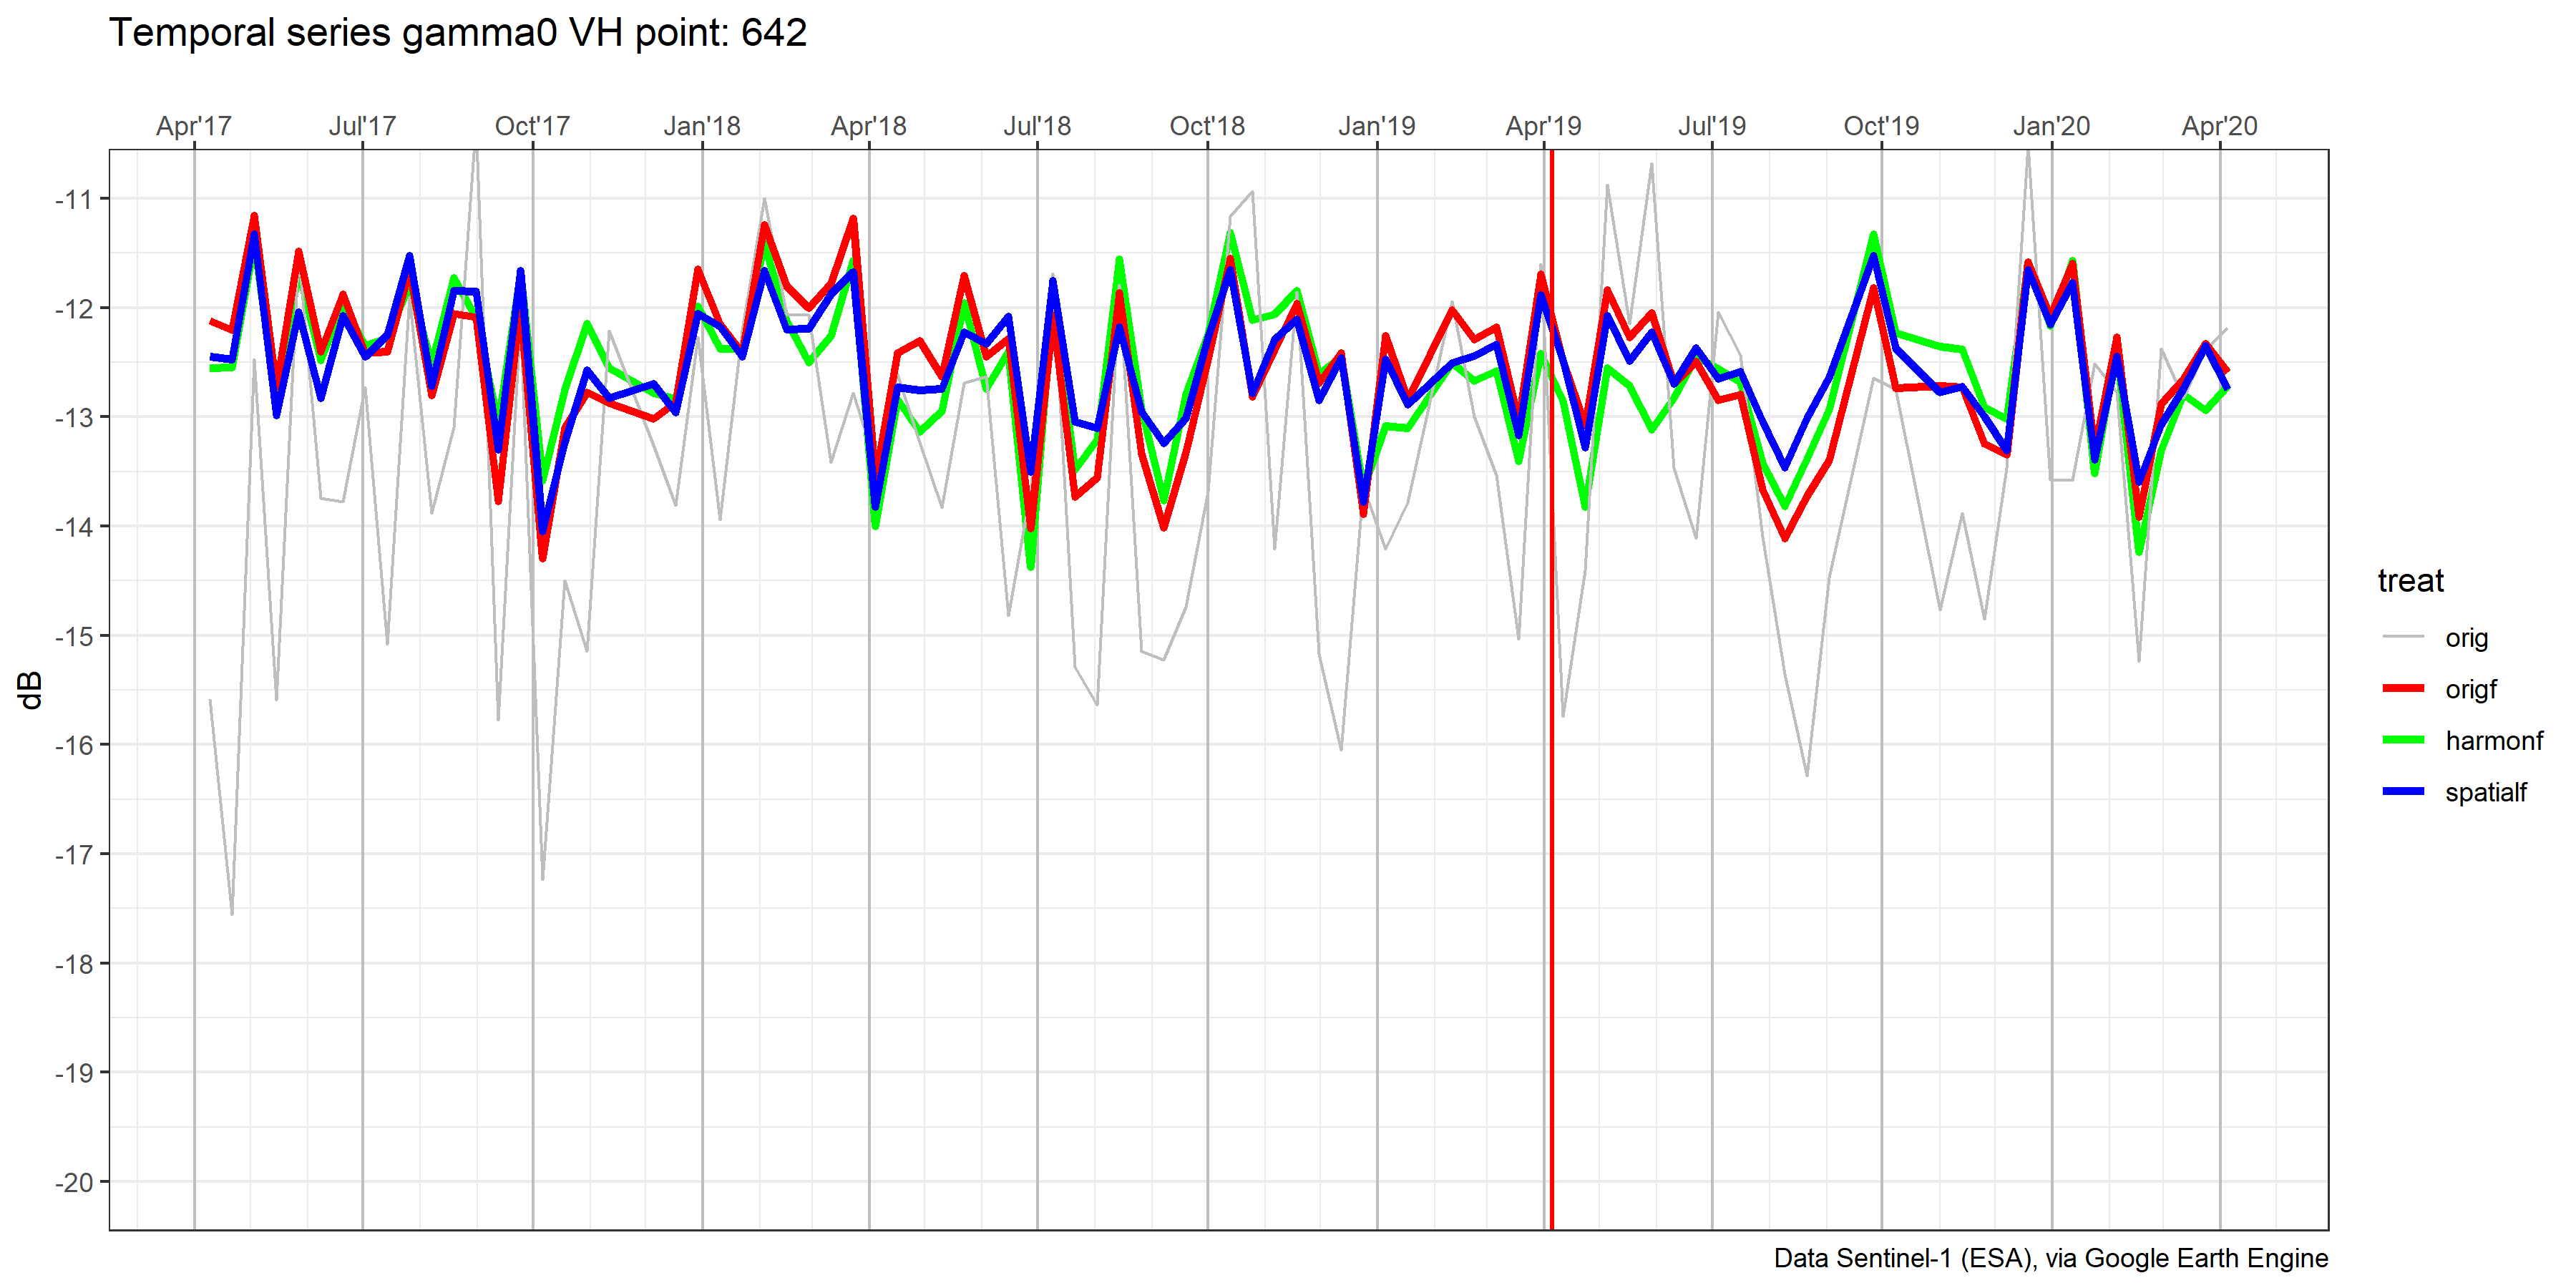 Temporal series gamma0 VH point: 642
Apr'17 Jul'17 Oct'17 Jan'18 Apr'18 Jul'18 Oct'18 Jan'19 Apr'19 Jul'19 Oct'19 Jan'20 Apr'20
-11
-12
-13
-14
-15
-16
-17
-18
-19
-20
dB
treat
orig
origf
harmonf
spatialf
Data Sentinel-1 (ESA), via Google Earth Engine